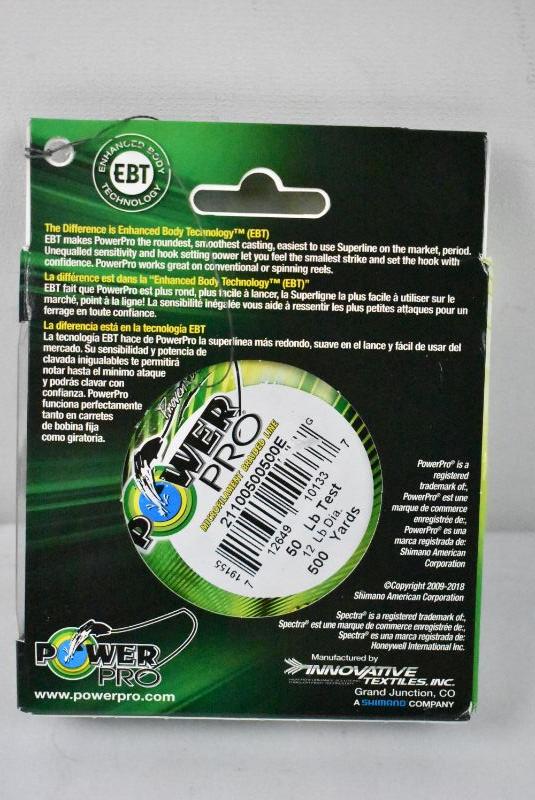 ENHANCED BODY
EBT
TECHNOLOGY
The Difference is Enhanced Body Technology™ (EBT)
EBT makes PowerPro the roundest, smoothest casting, easiest to use Superline on the market, period.
Unequalled sensitivity and hook setting power let you feel the smallest strike and set the hook with
confidence. PowerPro works great on conventional or spinning reels.
La différence est dans la “Enhanced Body Technology™ (EBT)”
EBT fait que PowerPro est plus rond, plus facile à lancer, la Superligne la plus facile à utiliser sur le
marché, point à la ligne! La sensibilité inégalée vous aide à ressentir les plus petites attaques pour un
ferrage en toute confiance.
La diferencia está en la tecnología EBT
La tecnología EBT hace de PowerPro la superlínea más redondo, suave en el lance y fácil de usar del
mercado. Su sensibilidad y potencia de
clavada inigualables te permitirá
notar hasta el mínimo ataque
y podrás clavar con
confianza. PowerPro
funciona perfectamente
tanto en carretes
de bobina fija
como giratoria.
POWER
PRO
MICROFILAMENT BRAIDED LINE
21100500500E
7 19155 12649 7
10133
50 Lb Test
12 Lb Dia.
500 Yards
PowerPro® is a
registered
trademark of:,
PowerPro® est une
marque de commerce
enregistrée de:,
PowerPro® es una
marca registrada de:
Shimano American
Corporation
©Copyright 2009-2018
Shimano American Corporation
Spectra® is a registered trademark of:,
Spectra® est une marque de commerce enregistrée de:,
Spectra® es una marca registrada de:
Honeywell International Inc.
POWER
PRO
www.powerpro.com
Manufactured by
INNOVATIVE
TEXTILES, INC.
Grand Junction, CO
A SHIMANO COMPANY